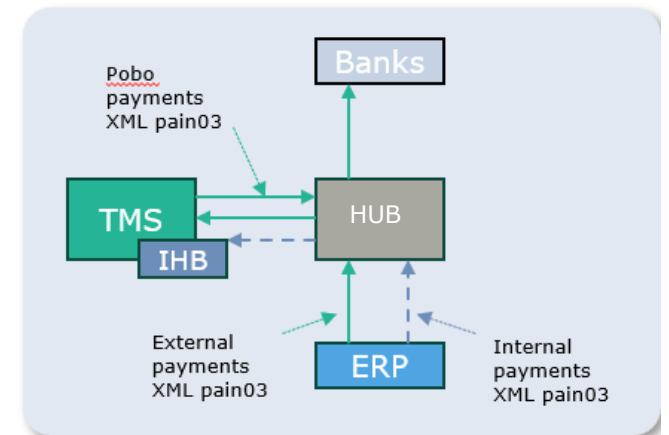 Banks
Pobo
payments
XML pain03
TMS
HUB
IHB
External
payments
XML pain03
ERP
Internal
payments
XML pain03